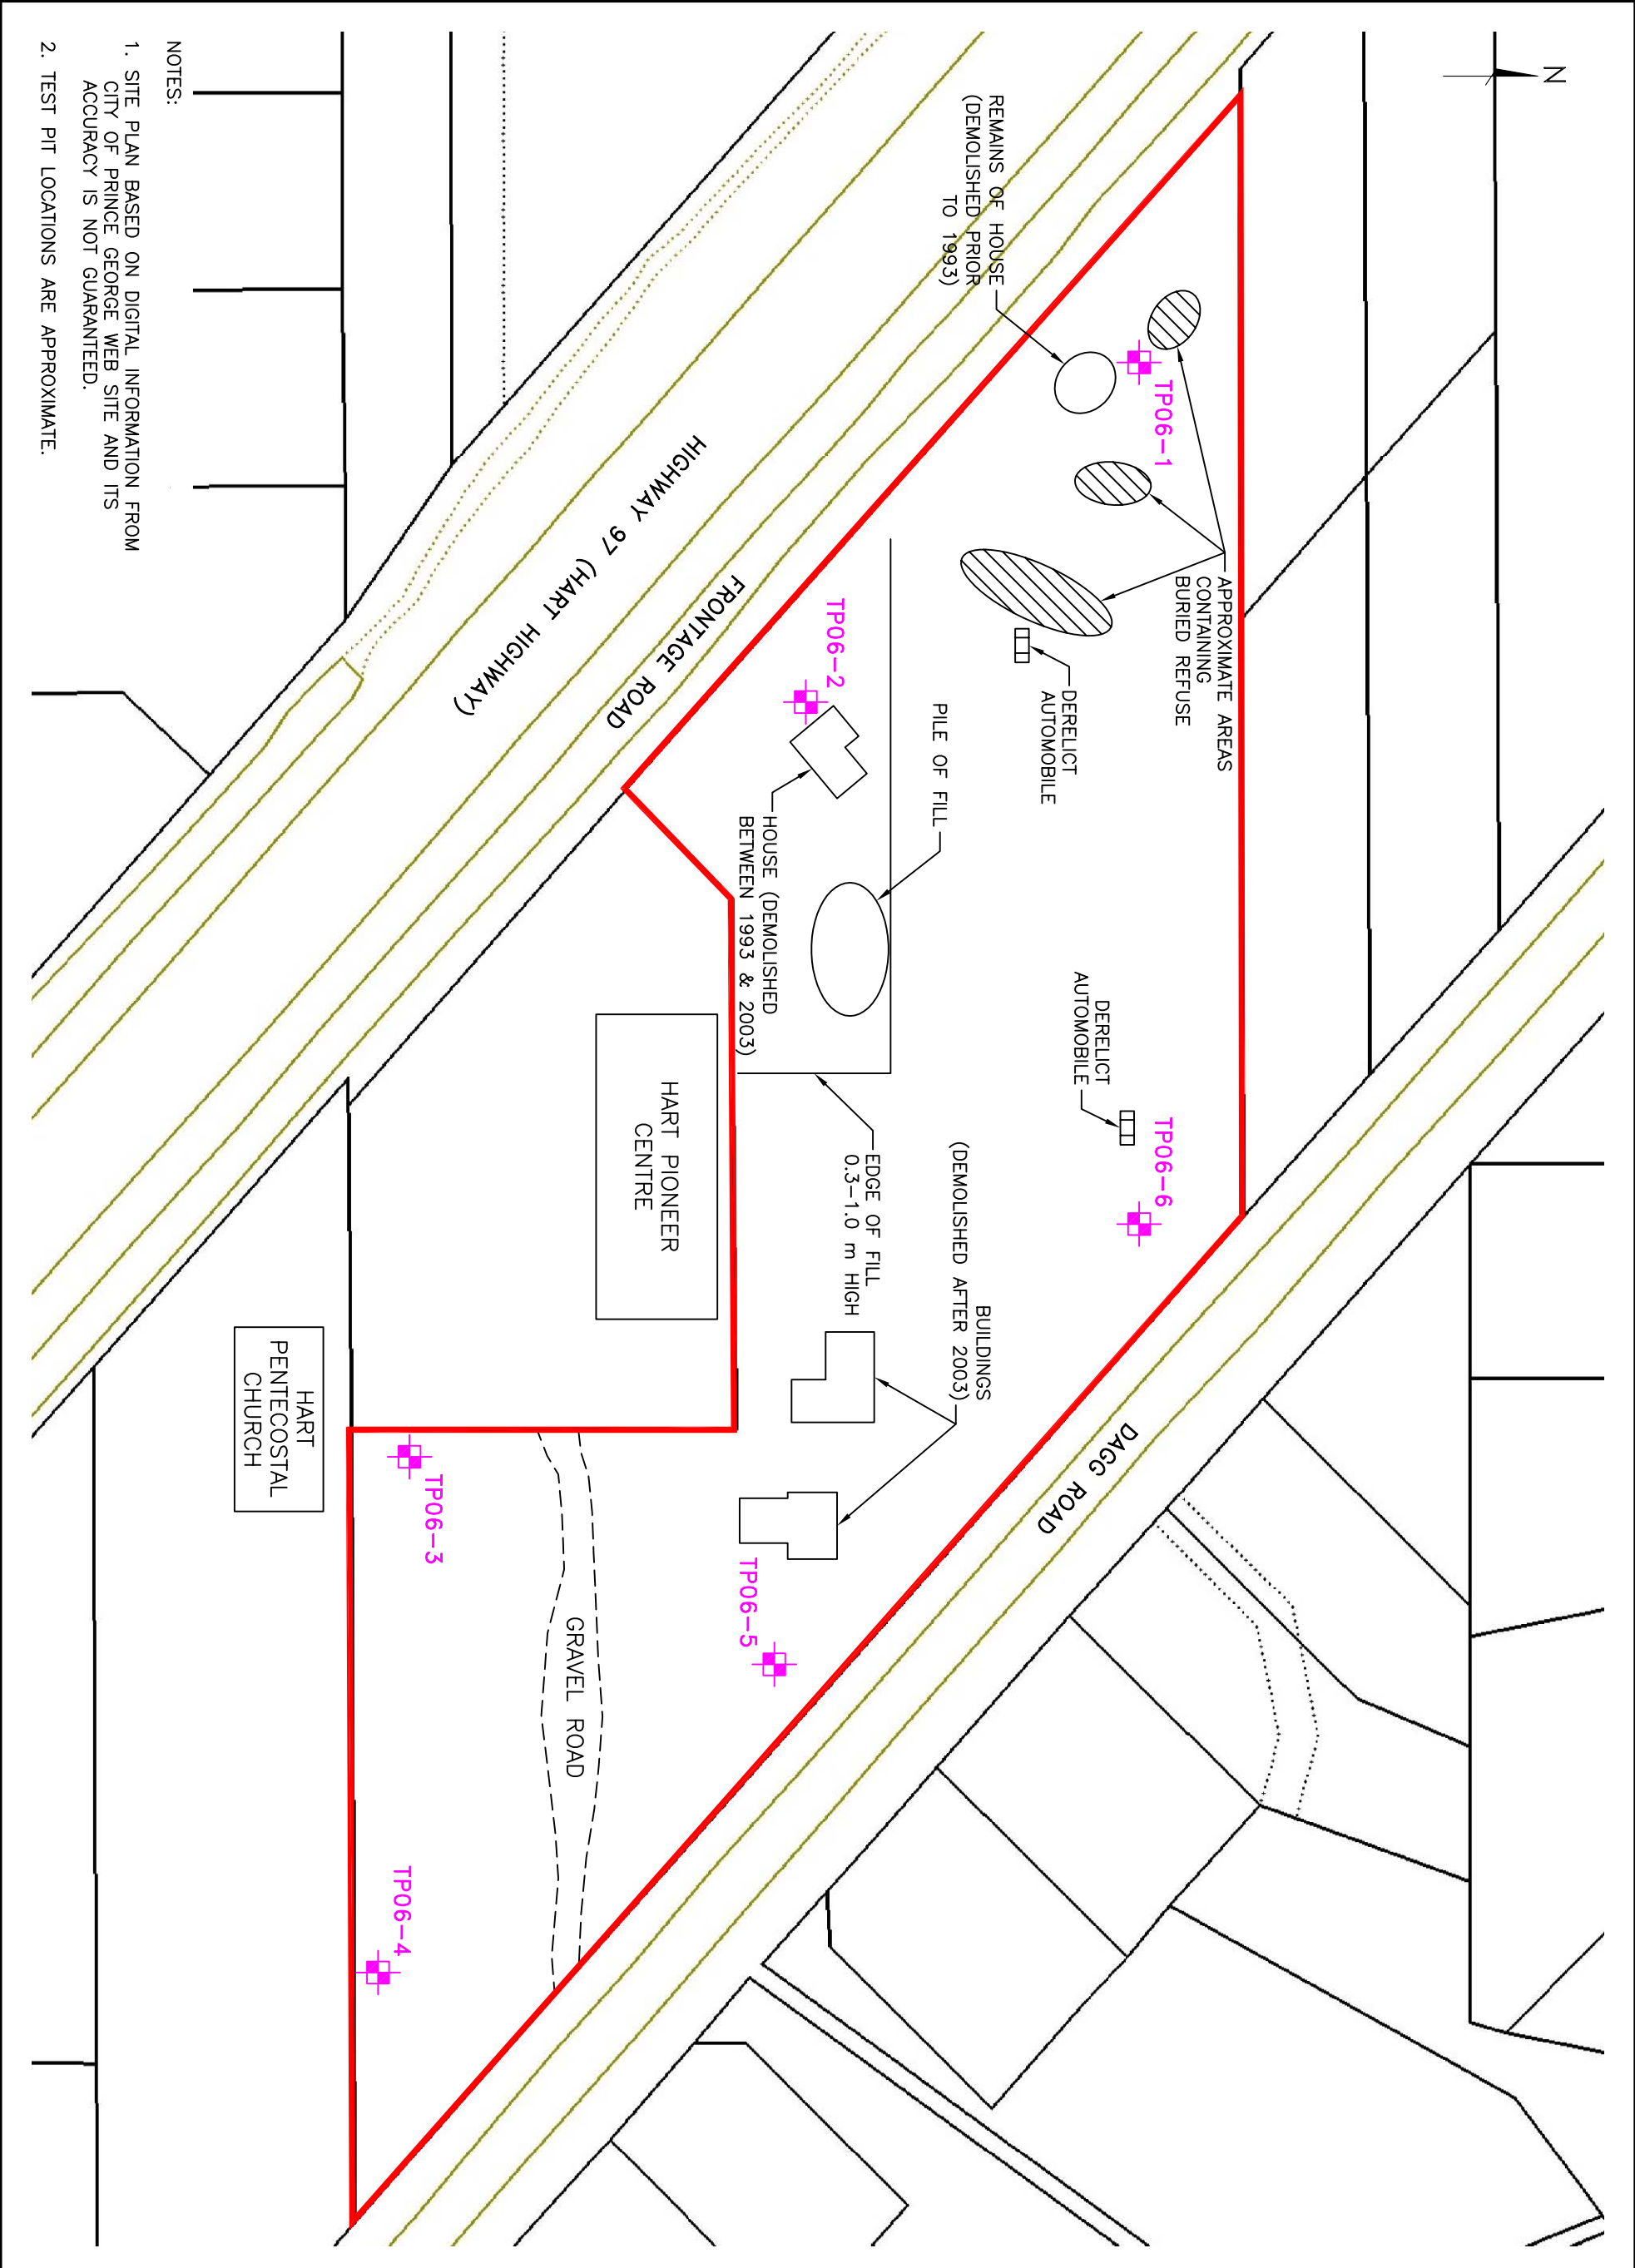 N
APPROXIMATE AREAS
CONTAINING
BURIED REFUSE
TP06-1
TP06-6
REMAINS OF HOUSE
(DEMOLISHED PRIOR
TO 1993)
DERELICT
AUTOMOBILE
DERELICT
AUTOMOBILE
PILE OF FILL
BUILDINGS
(DEMOLISHED AFTER 2003)
DAGG ROAD
EDGE OF FILL
0.3-1.0 m HIGH
TP06-2
HOUSE (DEMOLISHED
BETWEEN 1993 & 2003)
TP06-5
FRONTAGE ROAD
HIGHWAY 97 (HART HIGHWAY)
HART PIONEER
CENTRE
GRAVEL ROAD
TP06-3
TP06-4
HART
PENTECOSTAL
CHURCH
NOTES:
1. SITE PLAN BASED ON DIGITAL INFORMATION FROM
CITY OF PRINCE GEORGE WEB SITE AND ITS
ACCURACY IS NOT GUARANTEED.
2. TEST PIT LOCATIONS ARE APPROXIMATE.